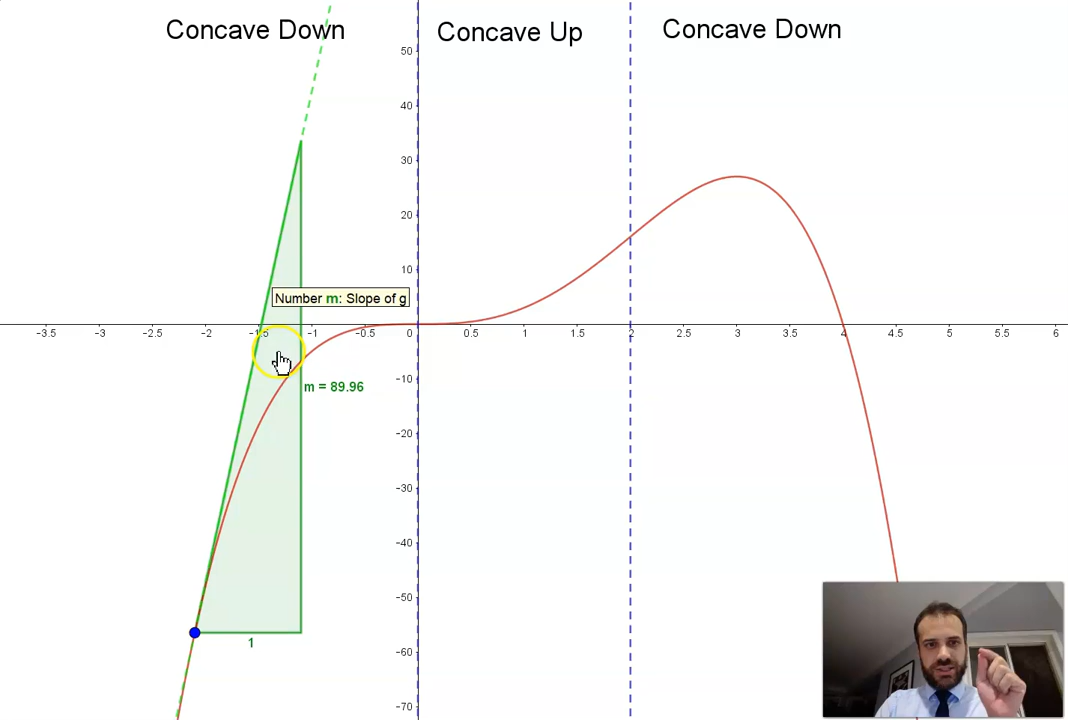 Concave Down
Concave Up
Concave Down
50
40
30
20
10
Number m: Slope of g
-3.5 -3 -2.5 -2 -1.5 -1 -0.5 0 0.5 1 1.5 2 2.5 3 3.5 4 4.5 5 5.5 6
m = 89.96
-10
-20
-30
-40
-50
1
-60
-70